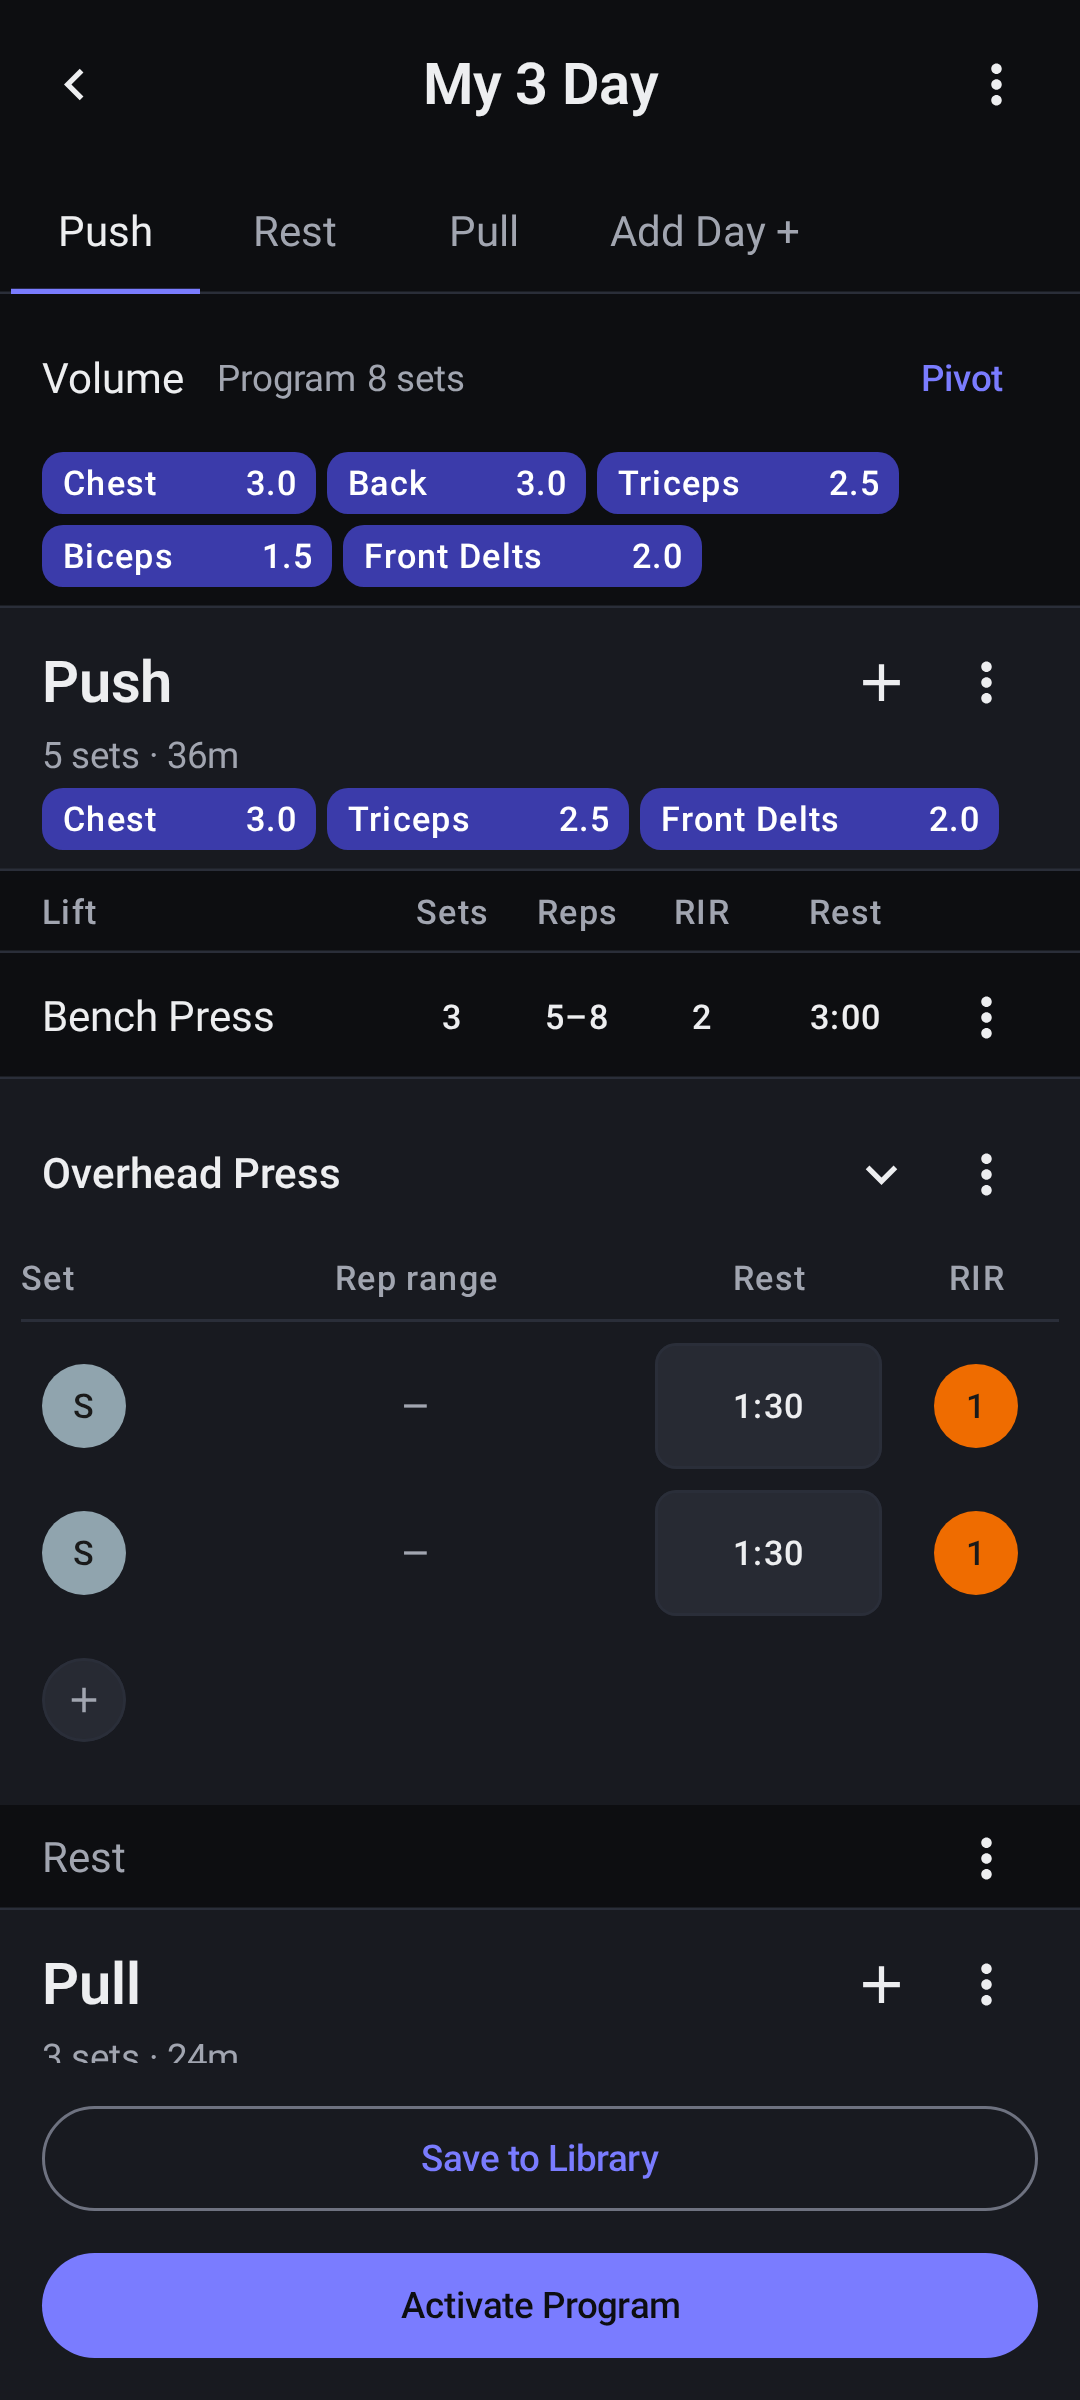 My 3 Day
Push Rest Pull Add Day +
Volume Program 8 sets Pivot
Chest 3.0 Back 3.0 Triceps 2.5
Biceps 1.5 Front Delts 2.0
Push +
5 sets · 36m
Chest 3.0 Triceps 2.5 Front Delts 2.0
Lift Sets Reps RIR Rest
Bench Press 3 5–8 2 3:00
Overhead Press
Set Rep range Rest RIR
S – 1:30 1
S – 1:30 1
+
Rest
Pull +
3 sets · 24m
Save to Library
Activate Program